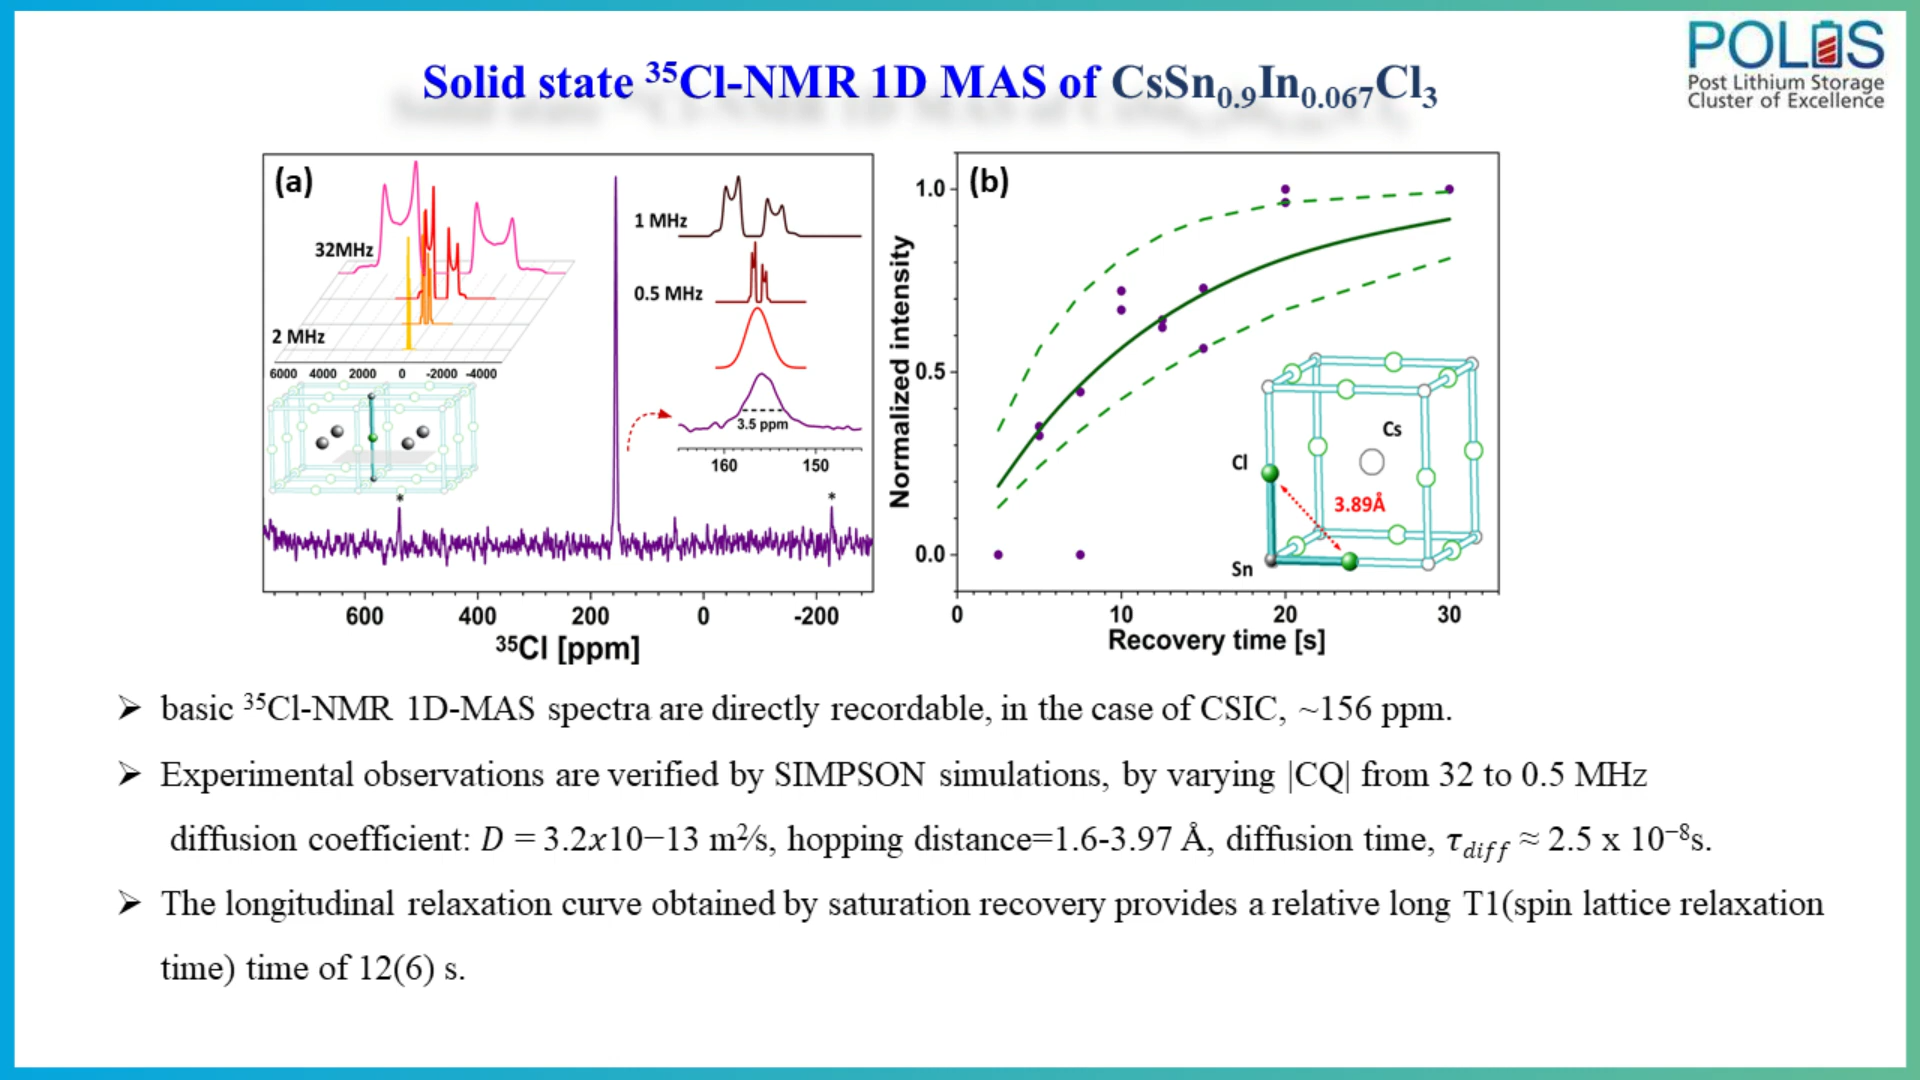 POLiS
Post Lithium Storage
Cluster of Excellence
Solid state ³⁵Cl-NMR 1D MAS of CsSn₀.₉In₀.₀₆₇Cl₃
(a)
32MHz
2 MHz
6000 4000 2000 0 -2000 -4000
1 MHz
0.5 MHz
3.5 ppm
160 150
*
*
600 400 200 0 -200
³⁵Cl [ppm]
(b)
Normalized intensity
1.0
0.5
0.0
Cs
Cl
3.89Å
Sn
0 10 20 30
Recovery time [s]
➢ basic ³⁵Cl-NMR 1D-MAS spectra are directly recordable, in the case of CSIC, ~156 ppm.
➢ Experimental observations are verified by SIMPSON simulations, by varying |CQ| from 32 to 0.5 MHz
diffusion coefficient: D = 3.2x10−13 m²/s, hopping distance=1.6-3.97 Å, diffusion time, τdiff ≈ 2.5 x 10⁻⁸s.
➢ The longitudinal relaxation curve obtained by saturation recovery provides a relative long T1(spin lattice relaxation
time) time of 12(6) s.